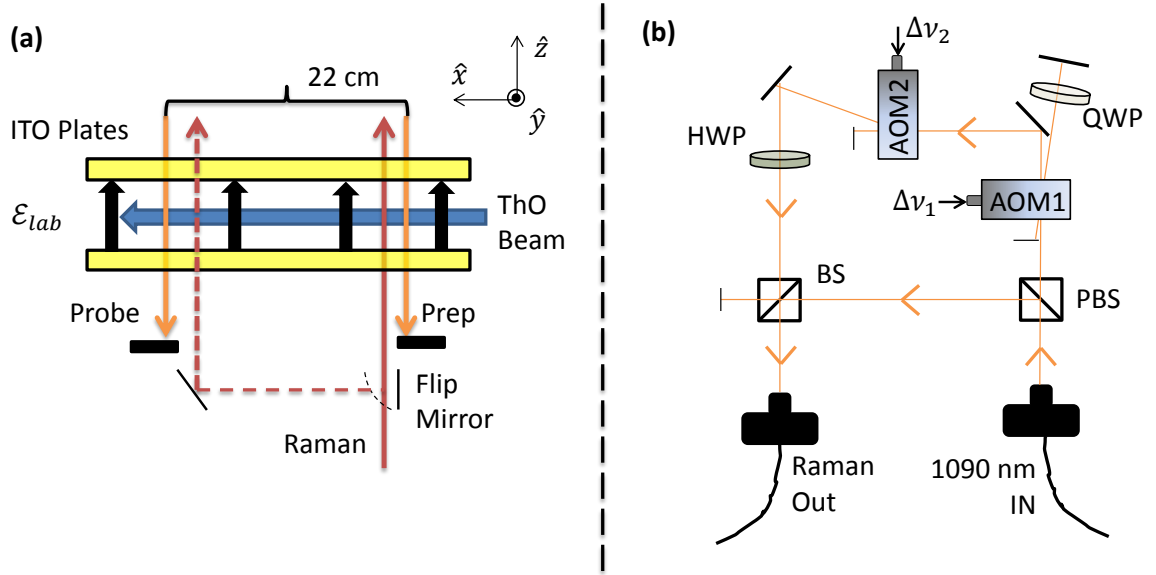 (a)
22 cm
x̂
ẑ
ŷ
ITO Plates
ℰ_lab
ThO
Beam
Probe
Prep
Flip
Mirror
Raman
(b)
Δν₂
AOM2
HWP
QWP
Δν₁
AOM1
BS
PBS
Raman
Out
1090 nm
IN